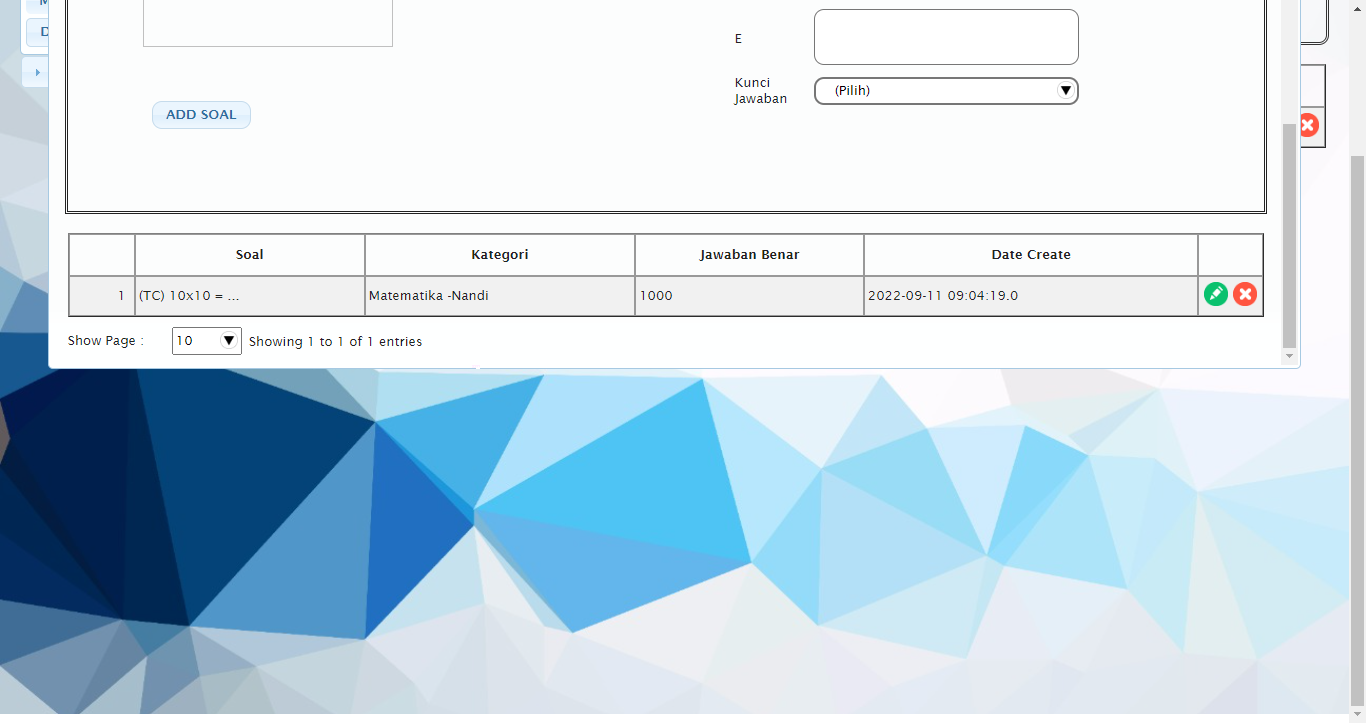 E
Kunci
Jawaban
(Pilih)
ADD SOAL
Soal Kategori Jawaban Benar Date Create
1 (TC) 10x10 = ... Matematika -Nandi 1000 2022-09-11 09:04:19.0
Show Page : 10 Showing 1 to 1 of 1 entries